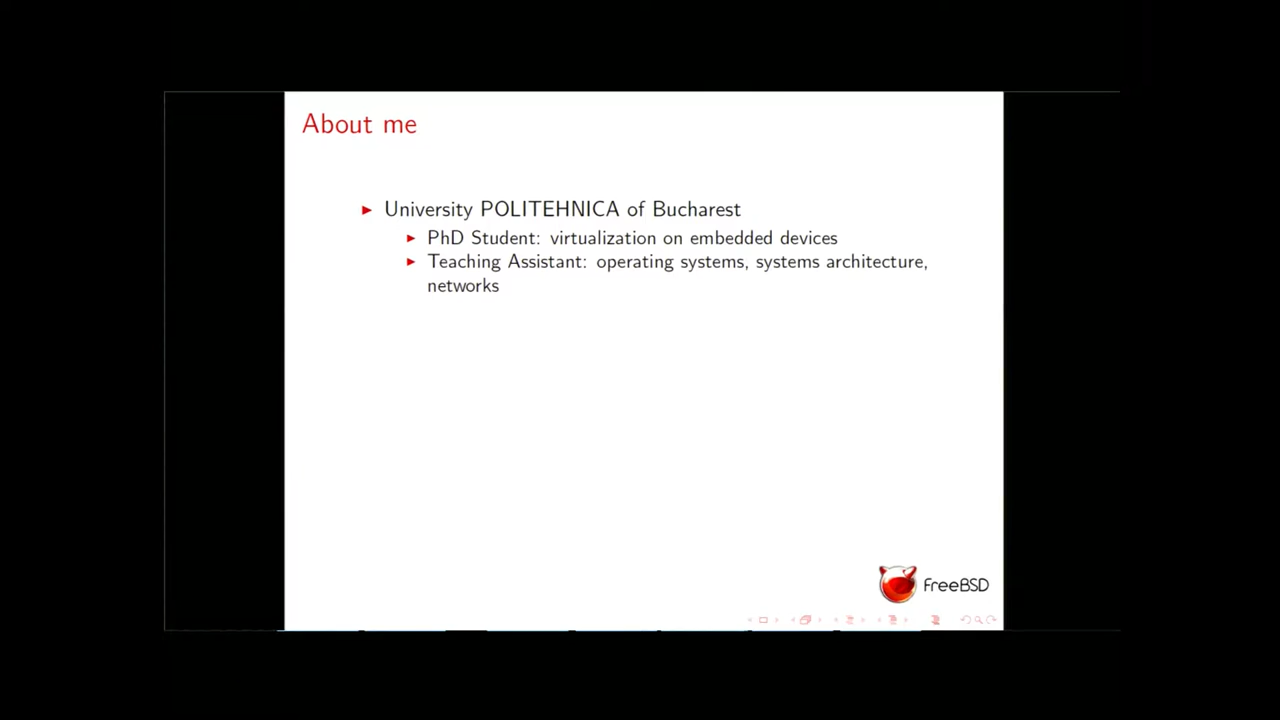 About me
University POLITEHNICA of Bucharest
PhD Student: virtualization on embedded devices
Teaching Assistant: operating systems, systems architecture,
networks
FreeBSD